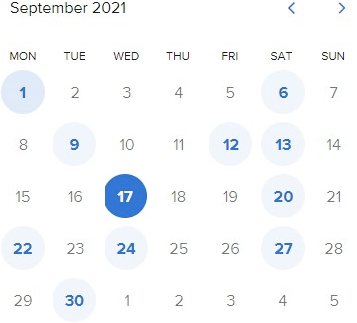 September 2021
MON TUE WED THU FRI SAT SUN
1 2 3 4 5 6 7
8 9 10 11 12 13 14
15 16 17 18 19 20 21
22 23 24 25 26 27 28
29 30 1 2 3 4 5